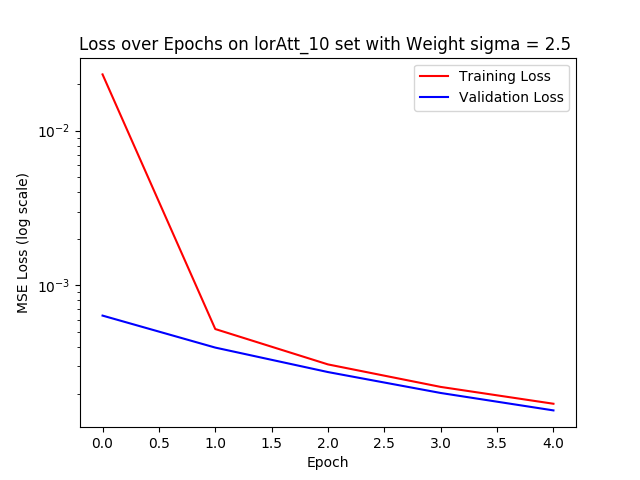 Loss over Epochs on lorAtt_10 set with Weight sigma = 2.5
Training Loss
Validation Loss
10⁻²
10⁻³
MSE Loss (log scale)
0.0 0.5 1.0 1.5 2.0 2.5 3.0 3.5 4.0
Epoch